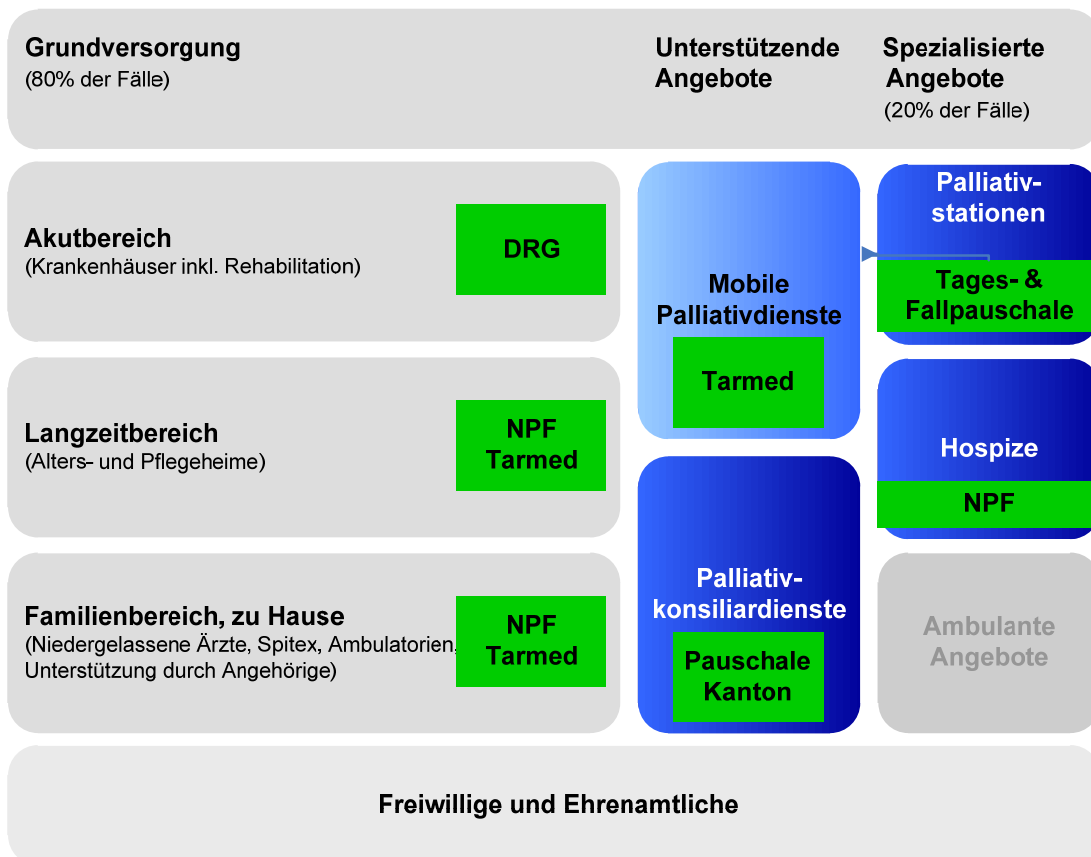 Grundversorgung
(80% der Fälle)
Unterstützende
Angebote
Spezialisierte
Angebote
(20% der Fälle)
Akutbereich
(Krankenhäuser inkl. Rehabilitation)
DRG
Mobile
Palliativdienste
Tarmed
Palliativ-
stationen
Tages- &
Fallpauschale
Langzeitbereich
(Alters- und Pflegeheime)
NPF
Tarmed
Hospize
NPF
Familienbereich, zu Hause
(Niedergelassene Ärzte, Spitex, Ambulatorien,
Unterstützung durch Angehörige)
NPF
Tarmed
Palliativ-
konsiliardienste
Pauschale
Kanton
Ambulante
Angebote
Freiwillige und Ehrenamtliche